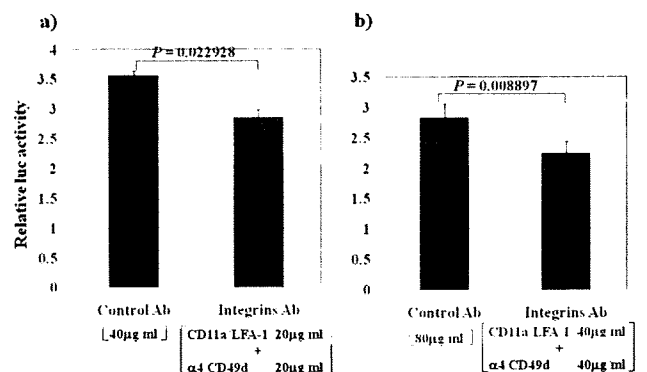 a)
P = 0.022928
4
3.5
3
2.5
2
1.5
1
0.5
0
Relative luc activity
Control Ab
Integrins Ab
40µg ml
CD11a LFA-1 20µg ml
+
α4 CD49d 20µg ml
b)
P = 0.008897
3.5
3
2.5
2
1.5
1
0.5
0
Control Ab
Integrins Ab
80µg ml
CD11a LFA-1 40µg ml
+
α4 CD49d 40µg ml